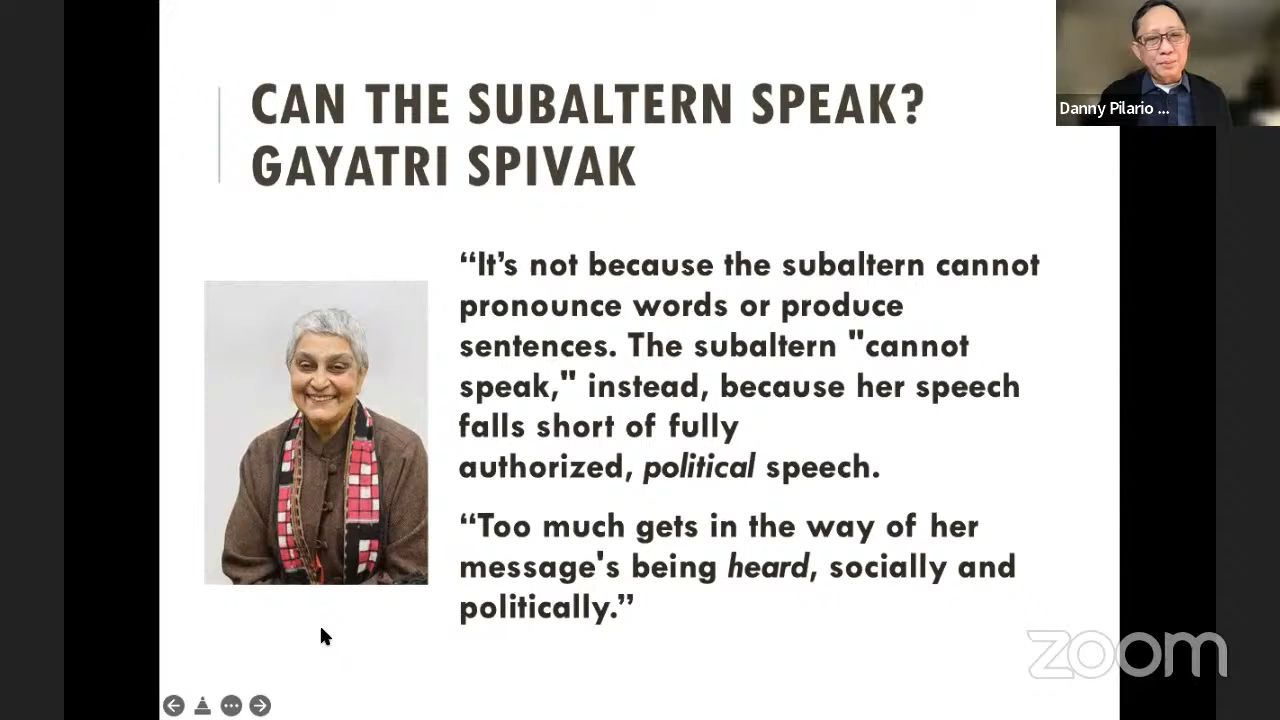 CAN THE SUBALTERN SPEAK?
GAYATRI SPIVAK
Danny Pilario ...
“It’s not because the subaltern cannot
pronounce words or produce
sentences. The subaltern "cannot
speak," instead, because her speech
falls short of fully
authorized, political speech.
“Too much gets in the way of her
message's being heard, socially and
politically.”
zoom